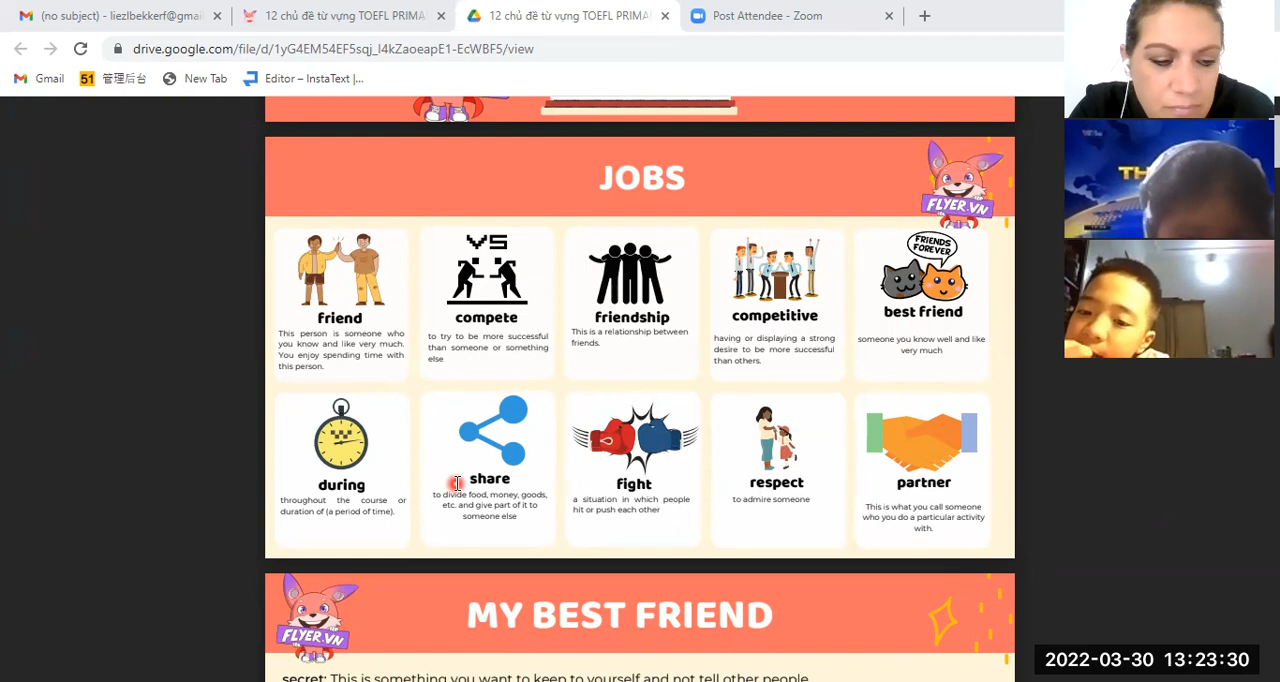 (no subject) - liezlbekkerf@gmai
12 chủ đề từ vựng TOEFL PRIMA
12 chủ đề từ vựng TOEFL PRIMA
Post Attendee - Zoom
drive.google.com/file/d/1yG4EM54EF5sqj_l4kZaoeapE1-EcWBF5/view
Gmail
51 管理后台
New Tab
Editor – InstaText |...
JOBS
FLYER.VN
VS
FRIENDS
FOREVER
friend
This person is someone who
you know and like very much.
You enjoy spending time with
this person.
compete
to try to be more successful
than someone or something
else
friendship
This is a relationship between
friends.
competitive
having or displaying a strong
desire to be more successful
than others.
best friend
someone you know well and like
very much
during
throughout the course or
duration of (a period of time).
share
to divide food, money, goods,
etc. and give part of it to
someone else
fight
a situation in which people
hit or push each other
respect
to admire someone
partner
This is what you call someone
who you do a particular activity
with.
MY BEST FRIEND
FLYER.VN
secret: This is something you want to keep to yourself and not tell other people.
TH
2022-03-30 13:23:30